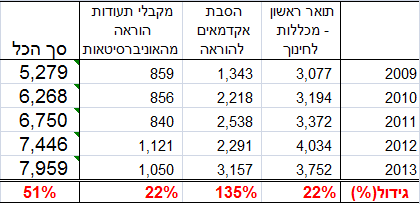 תואר ראשון - מכללות לחינוך | הסבת אקדמאים להוראה | מקבלי תעודות הוראה מהאוניברסיטאות | סך הכל
2009 3,077 1,343 859 5,279
2010 3,194 2,218 856 6,268
2011 3,372 2,538 840 6,750
2012 4,034 2,291 1,121 7,446
2013 3,752 3,157 1,050 7,959
גידול(%) 22% 135% 22% 51%